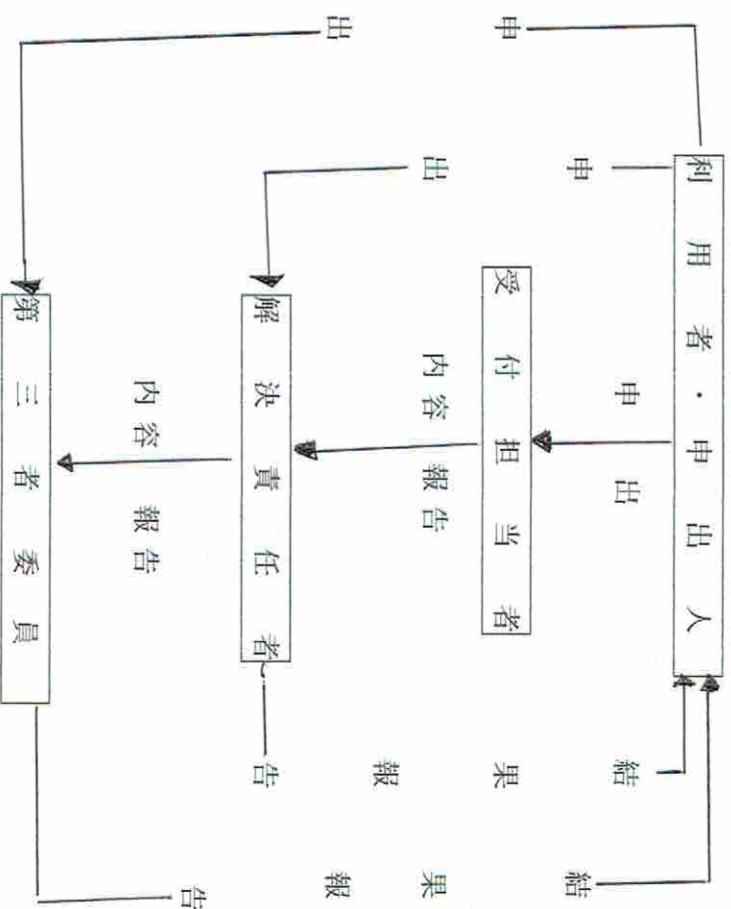 利用者・申出人
申出
申出
申出
受付担当者
内容報告
解決責任者
内容報告
第三者委員
結果報告
結果報告